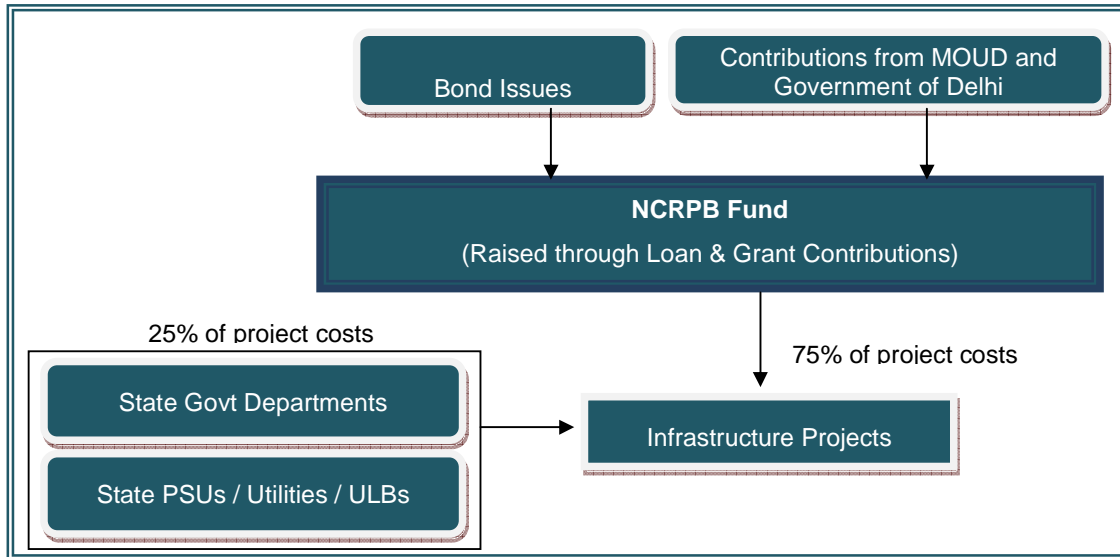 Bond Issues
Contributions from MOUD and
Government of Delhi
NCRPB Fund
(Raised through Loan & Grant Contributions)
25% of project costs
75% of project costs
State Govt Departments
Infrastructure Projects
State PSUs / Utilities / ULBs